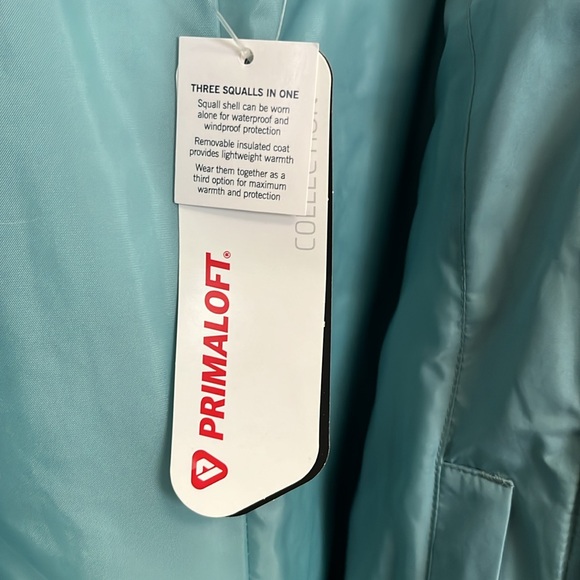 THREE SQUALLS IN ONE
Squall shell can be worn
alone for waterproof and
windproof protection
Removable insulated coat
provides lightweight warmth
Wear them together as a
third option for maximum
warmth and protection
COLLECTION
PRIMALOFT®